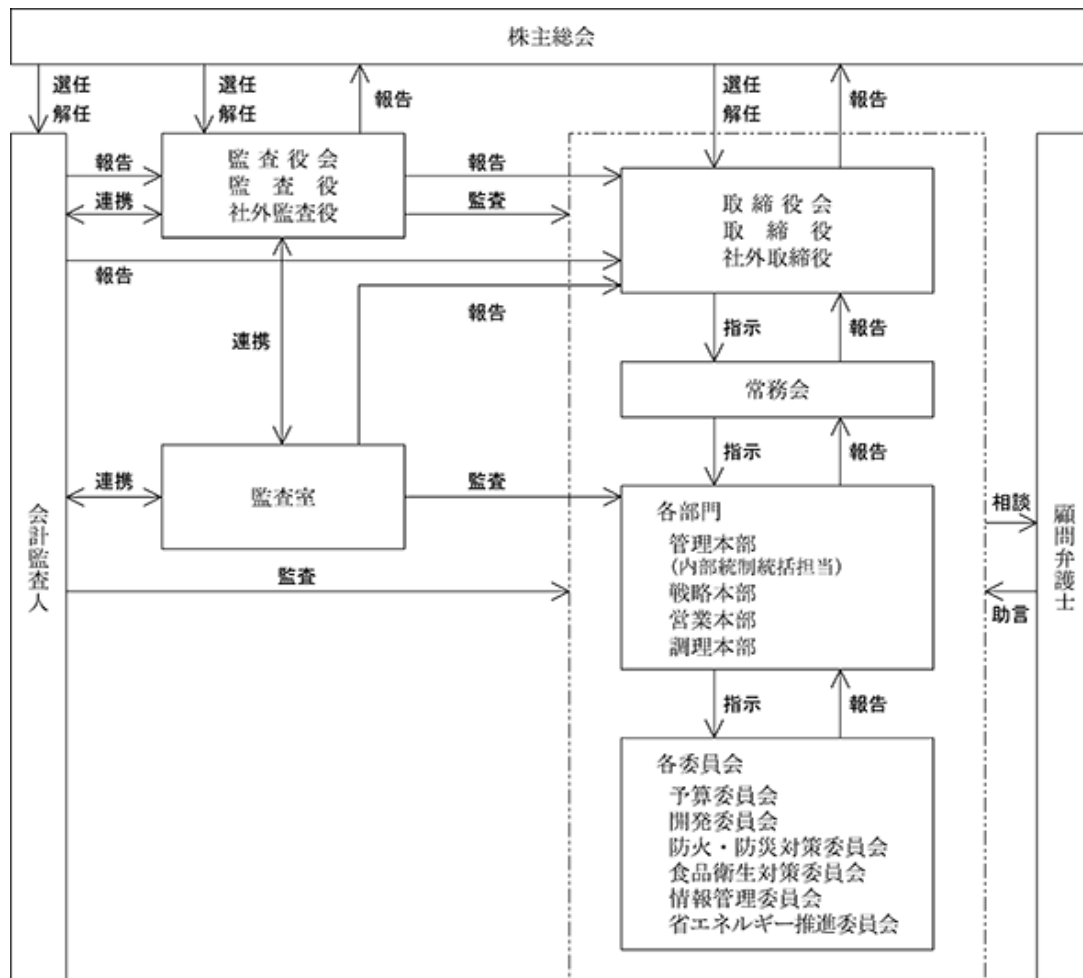 株主総会
選任
解任
選任
解任
報告
選任
解任
報告
報告
連携
監査役会
監査役
社外監査役
報告
監査
取締役会
取締役
社外取締役
報告
報告
連携
指示
報告
常務会
指示
報告
連携
監査室
監査
各部門
管理本部
(内部統制統括担当)
戦略本部
営業本部
調理本部
相談
助言
会計監査人
顧問弁護士
監査
指示
報告
各委員会
予算委員会
開発委員会
防火・防災対策委員会
食品衛生対策委員会
情報管理委員会
省エネルギー推進委員会